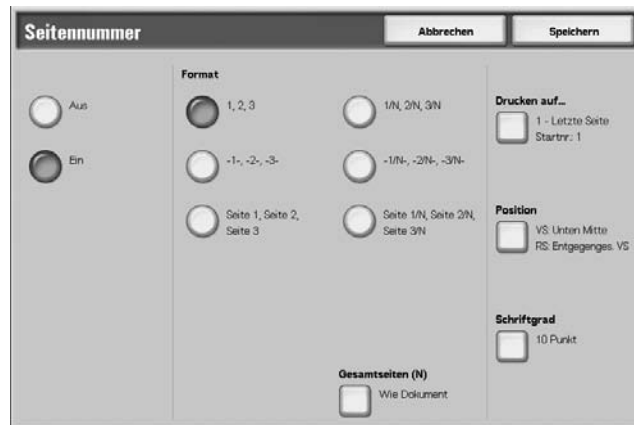 Seitennummer
Abbrechen
Speichern
Aus
Ein
Format
1, 2, 3
1/N, 2/N, 3/N
-1-, -2-, -3-
-1/N-, -2/N-, -3/N-
Seite 1, Seite 2,
Seite 3
Seite 1/N, Seite 2/N,
Seite 3/N
Gesamtseiten (N)
Wie Dokument
Drucken auf...
1 - Letzte Seite
Startnr.: 1
Position
VS: Unten Mitte
RS: Entgegenges. VS
Schriftgrad
10 Punkt